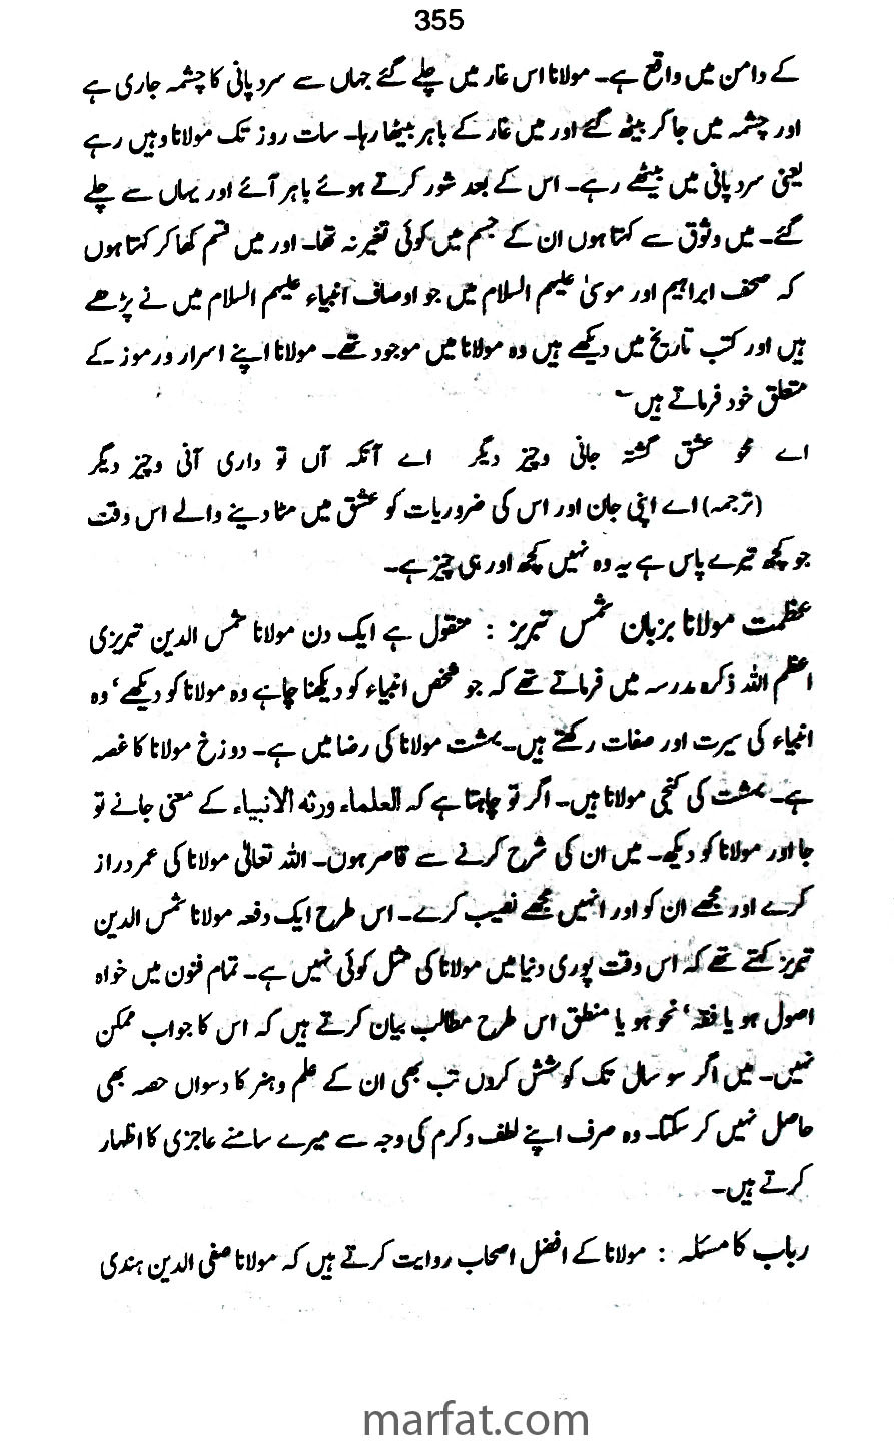 355
کے دامن میں واقع ہے۔ مولانا اس غار میں چلے گئے جہاں سے سرد پانی کا چشمہ جاری ہے
اور چشمہ میں جا کر بیٹھ گئے اور میں غار کے باہر بیٹھا رہا۔ سات روز تک مولانا وہیں رہے
یعنی سرد پانی میں بیٹھے رہے۔ اس کے بعد شور کرتے ہوئے باہر آئے اور یہاں سے چلے
گئے۔ میں وثوق سے کہتا ہوں ان کے جسم میں کوئی تغیر نہ تھا۔ اور میں قسم کھا کر کہتا ہوں
کہ صحف ابراہیم اور موسیٰ علیہم السلام میں جو اوصاف انبیاء علیہم السلام میں نے پڑھے
ہیں اور کتب تاریخ میں دیکھے ہیں وہ مولانا میں موجود تھے۔ مولانا اپنے اسرار و رموز کے
متعلق خود فرماتے ہیں
اے محو عشق گشتہ جانی و چیز دیگر اے آنکہ آں تو داری آنی و چیز دیگر
(ترجمہ) اے اپنی جان اور اس کی ضروریات کو عشق میں مٹا دینے والے اس وقت
جو کچھ تیرے پاس ہے یہ وہ نہیں کچھ اور ہی چیز ہے۔
عظمت مولانا بزبان شمس تبریز : منقول ہے ایک دن مولانا شمس الدین تبریزی
اعظم اللہ ذکرہ مدرسہ میں فرماتے تھے کہ جو شخص انبیاء کو دیکھنا چاہے وہ مولانا کو دیکھے‘ وہ
انبیاء کی سیرت اور صفات رکھتے ہیں۔ بہشت مولانا کی رضا میں ہے۔ دوزخ مولانا کا غصہ
ہے۔ بہشت کی کنجی مولانا ہیں۔ اگر تو چاہتا ہے کہ العلماء ورثہ الانبیاء کے معنی جانے تو
جا اور مولانا کو دیکھ۔ میں ان کی شرح کرنے سے قاصر ہوں۔ اللہ تعالیٰ مولانا کی عمر دراز
کرے اور مجھے ان کو اور انہیں مجھے نصیب کرے۔ اس طرح ایک دفعہ مولانا شمس الدین
تبریز کہتے تھے کہ اس وقت پوری دنیا میں مولانا کی مثل کوئی نہیں ہے۔ تمام فنون میں خواہ
اصول ہو یا فقہ‘ نحو ہو یا منطق اس طرح مطالب بیان کرتے ہیں کہ اس کا جواب ممکن
نہیں۔ میں اگر سو سال تک کوشش کروں تب بھی ان کے علم و ہنر کا دسواں حصہ بھی
حاصل نہیں کر سکتا۔ وہ صرف اپنے لطف و کرم کی وجہ سے میرے سامنے عاجزی کا اظہار
کرتے ہیں۔
رباب کا مسئلہ : مولانا کے افضل اصحاب روایت کرتے ہیں کہ مولانا صفی الدین ہندی
marfat.com